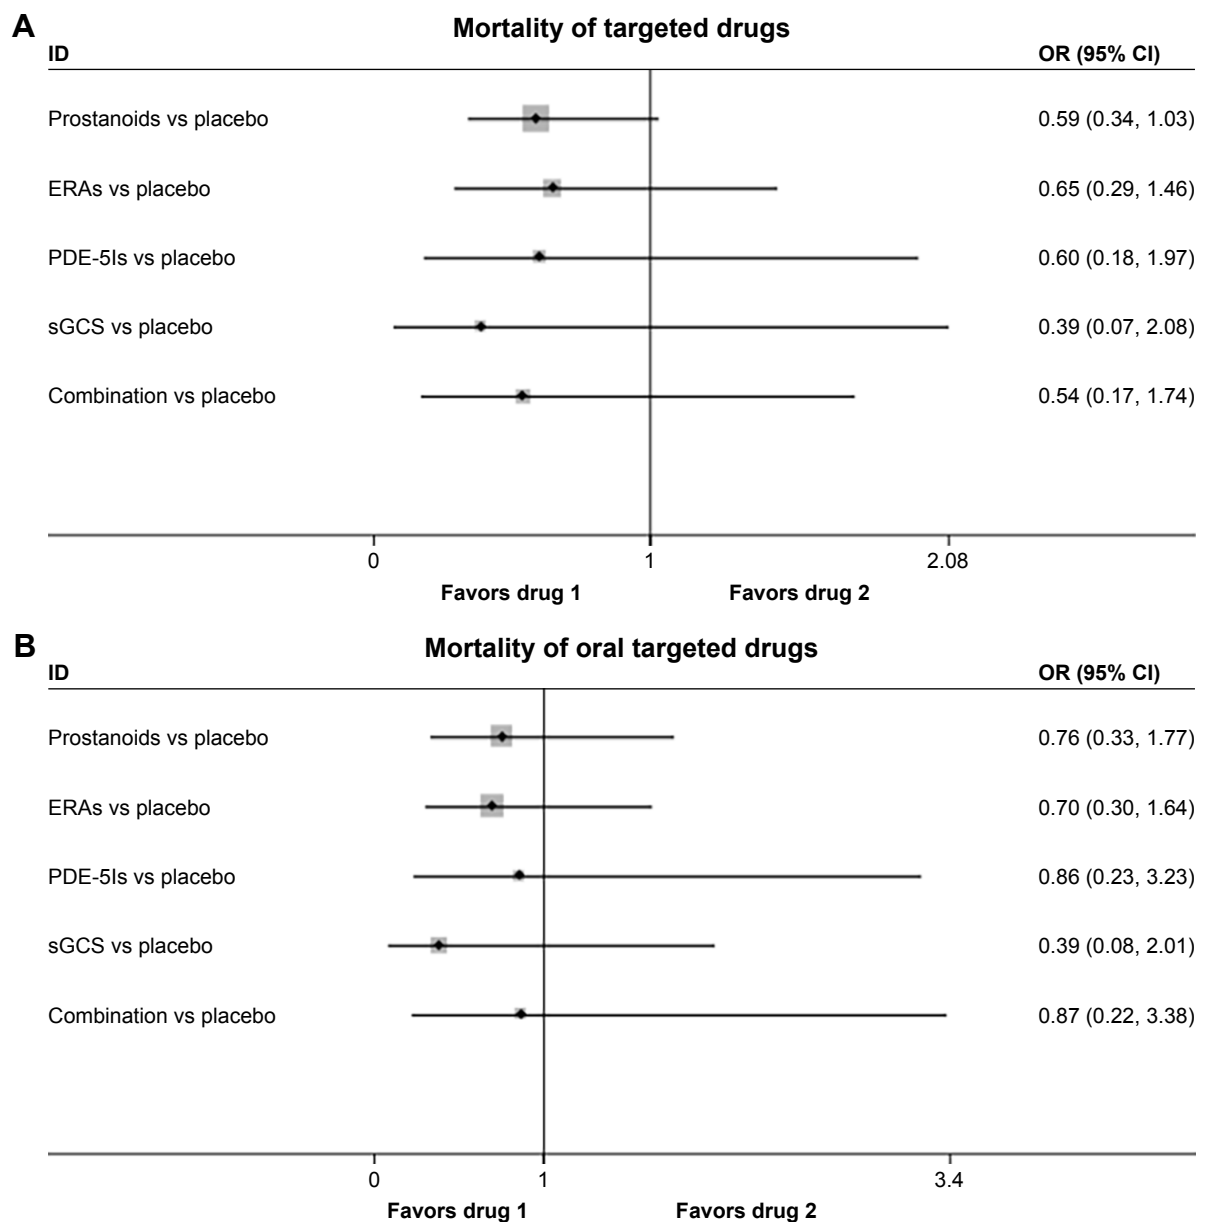 A
Mortality of targeted drugs
ID OR (95% CI)
Prostanoids vs placebo 0.59 (0.34, 1.03)
ERAs vs placebo 0.65 (0.29, 1.46)
PDE-5Is vs placebo 0.60 (0.18, 1.97)
sGCS vs placebo 0.39 (0.07, 2.08)
Combination vs placebo 0.54 (0.17, 1.74)
0 1 2.08
Favors drug 1 Favors drug 2
B
Mortality of oral targeted drugs
ID OR (95% CI)
Prostanoids vs placebo 0.76 (0.33, 1.77)
ERAs vs placebo 0.70 (0.30, 1.64)
PDE-5Is vs placebo 0.86 (0.23, 3.23)
sGCS vs placebo 0.39 (0.08, 2.01)
Combination vs placebo 0.87 (0.22, 3.38)
0 1 3.4
Favors drug 1 Favors drug 2